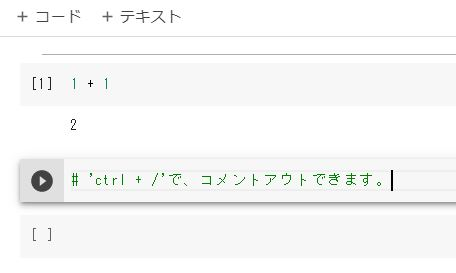 + コード + テキスト
[1] 1 + 1
2
# 'ctrl + /'で、コメントアウトできます。
[ ]